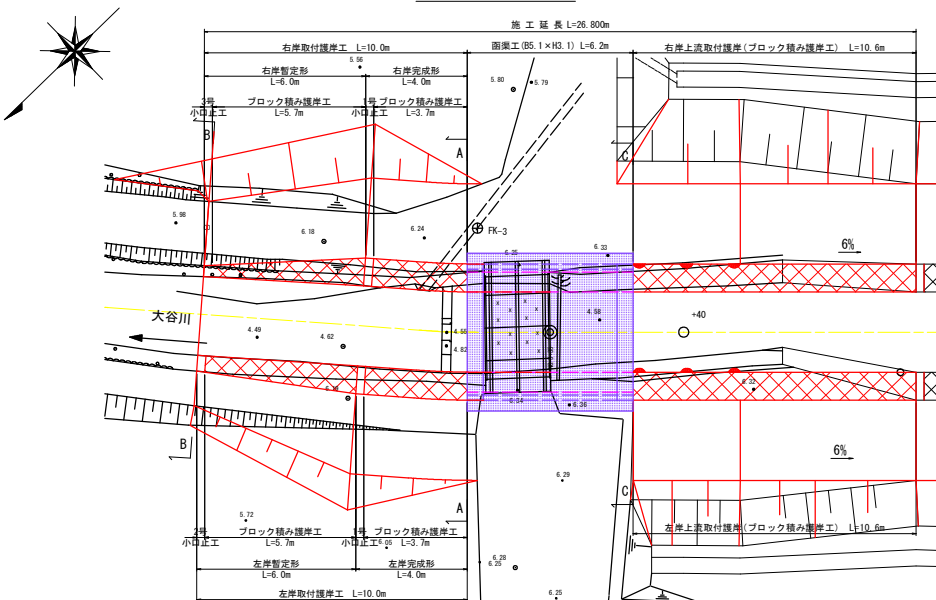 施 工 延 長 L=26.800m
右岸取付護岸工 L=10.0m
函渠工(B5.1×H3.1) L=6.2m
右岸上流取付護岸(ブロック積み護岸工) L=10.6m
5.56
右岸暫定形
L=6.0m
右岸完成形
L=4.0m
5.80
5.79
3号
小口止工
ブロック積み護岸工
L=5.7m
1号
小口止工
ブロック積み護岸工
L=3.7m
B
A
C
5.98
6.18
6.24
FK-3
6.33
6.25
6%
大谷川
4.49
4.62
4.55
4.82
4.58
+40
6.32
6.34
6.36
B
A
C
6%
6.29
5.72
2号
小口止工
ブロック積み護岸工
L=5.7m
1号
小口止工
6.05
ブロック積み護岸工
L=3.7m
左岸上流取付護岸(ブロック積み護岸工) L=10.6m
左岸暫定形
L=6.0m
左岸完成形
L=4.0m
6.28
6.25
左岸取付護岸工 L=10.0m
6.25